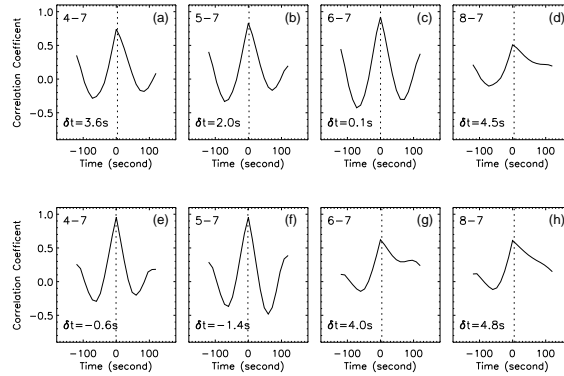 4-7 (a) 5-7 (b) 6-7 (c) 8-7 (d)
1.0
0.5
0.0
-0.5
Correlation Coefficent
δt=3.6s δt=2.0s δt=0.1s δt=4.5s
-100 0 100 -100 0 100 -100 0 100 -100 0 100
Time (second) Time (second) Time (second) Time (second)
4-7 (e) 5-7 (f) 6-7 (g) 8-7 (h)
1.0
0.5
0.0
-0.5
Correlation Coefficent
δt=-0.6s δt=-1.4s δt=4.0s δt=4.8s
-100 0 100 -100 0 100 -100 0 100 -100 0 100
Time (second) Time (second) Time (second) Time (second)